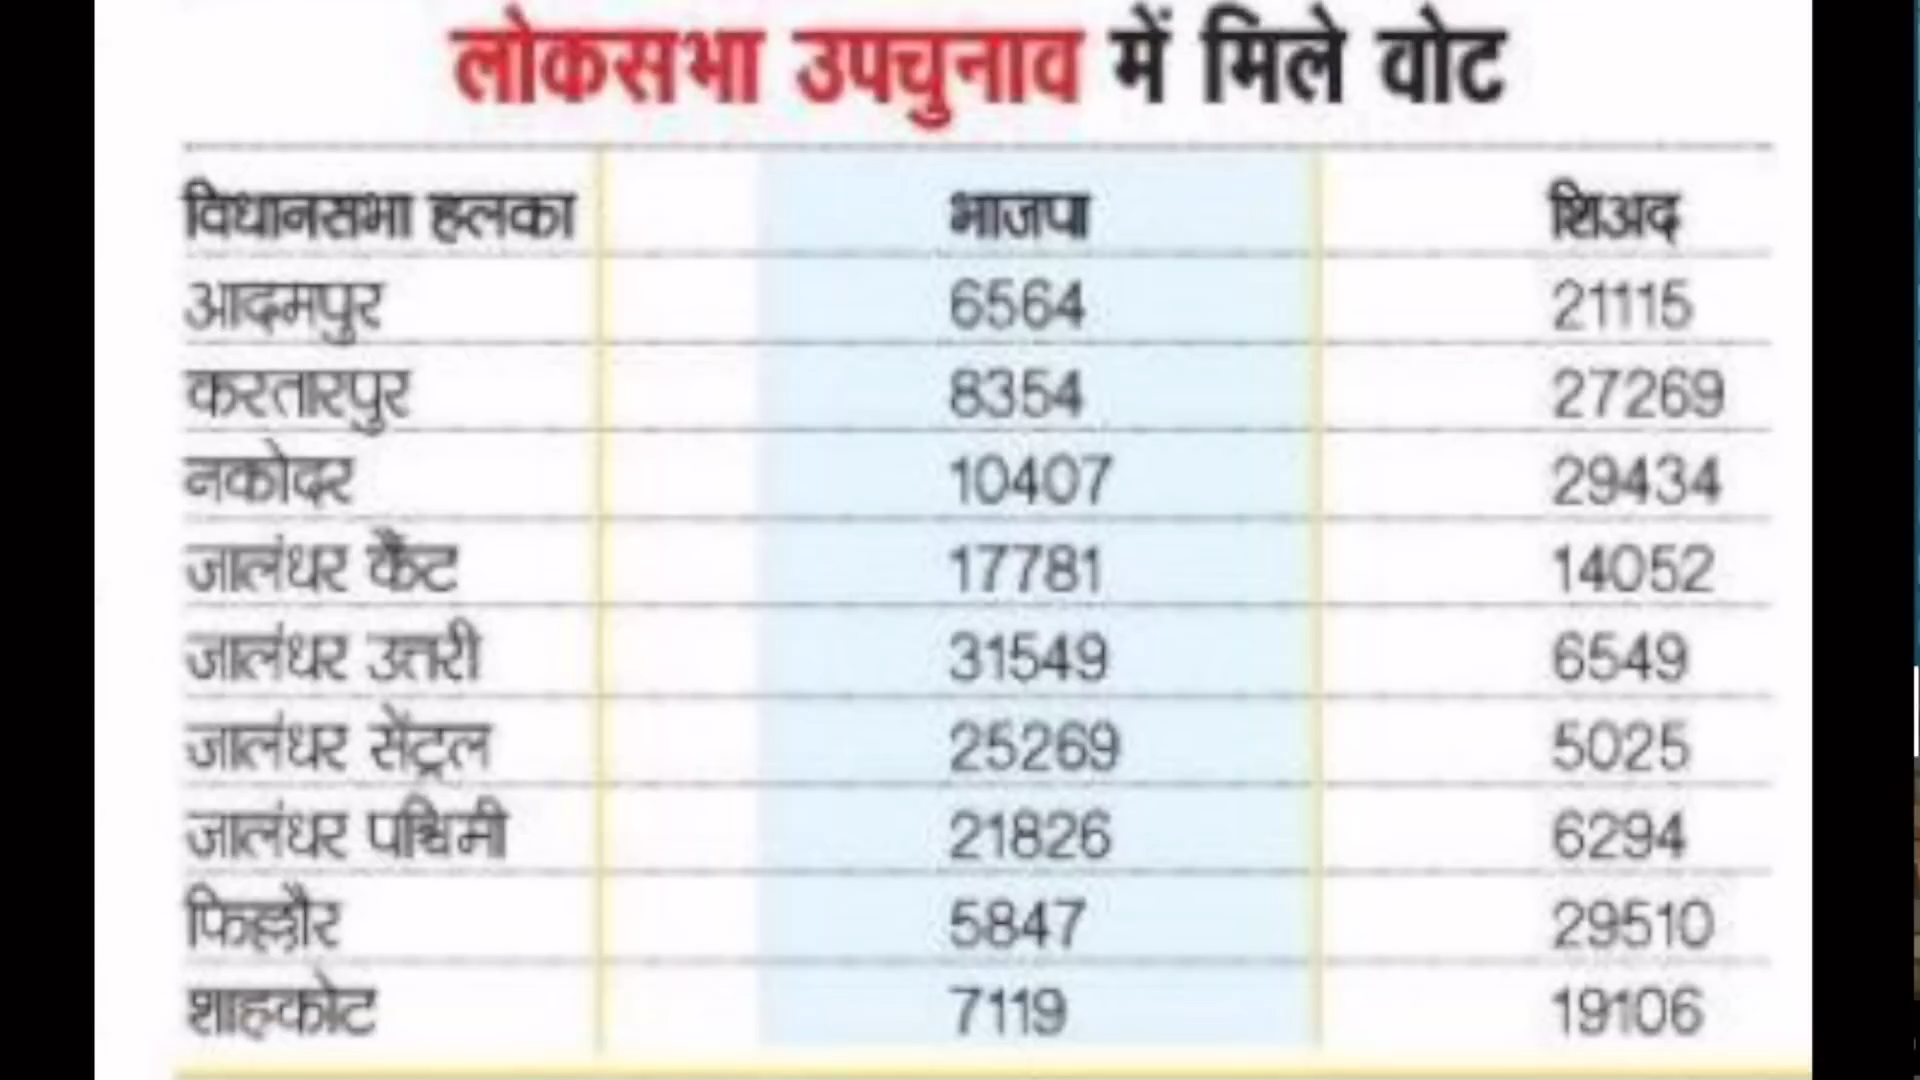 लोकसभा उपचुनाव में मिले वोट
विधानसभा हलका भाजपा शिअद
आदमपुर 6564 21115
करतारपुर 8354 27269
नकोदर 10407 29434
जालंधर कैंट 17781 14052
जालंधर उत्तरी 31549 6549
जालंधर सेंट्रल 25269 5025
जालंधर पश्चिमी 21826 6294
फिल्लौर 5847 29510
शाहकोट 7119 19106